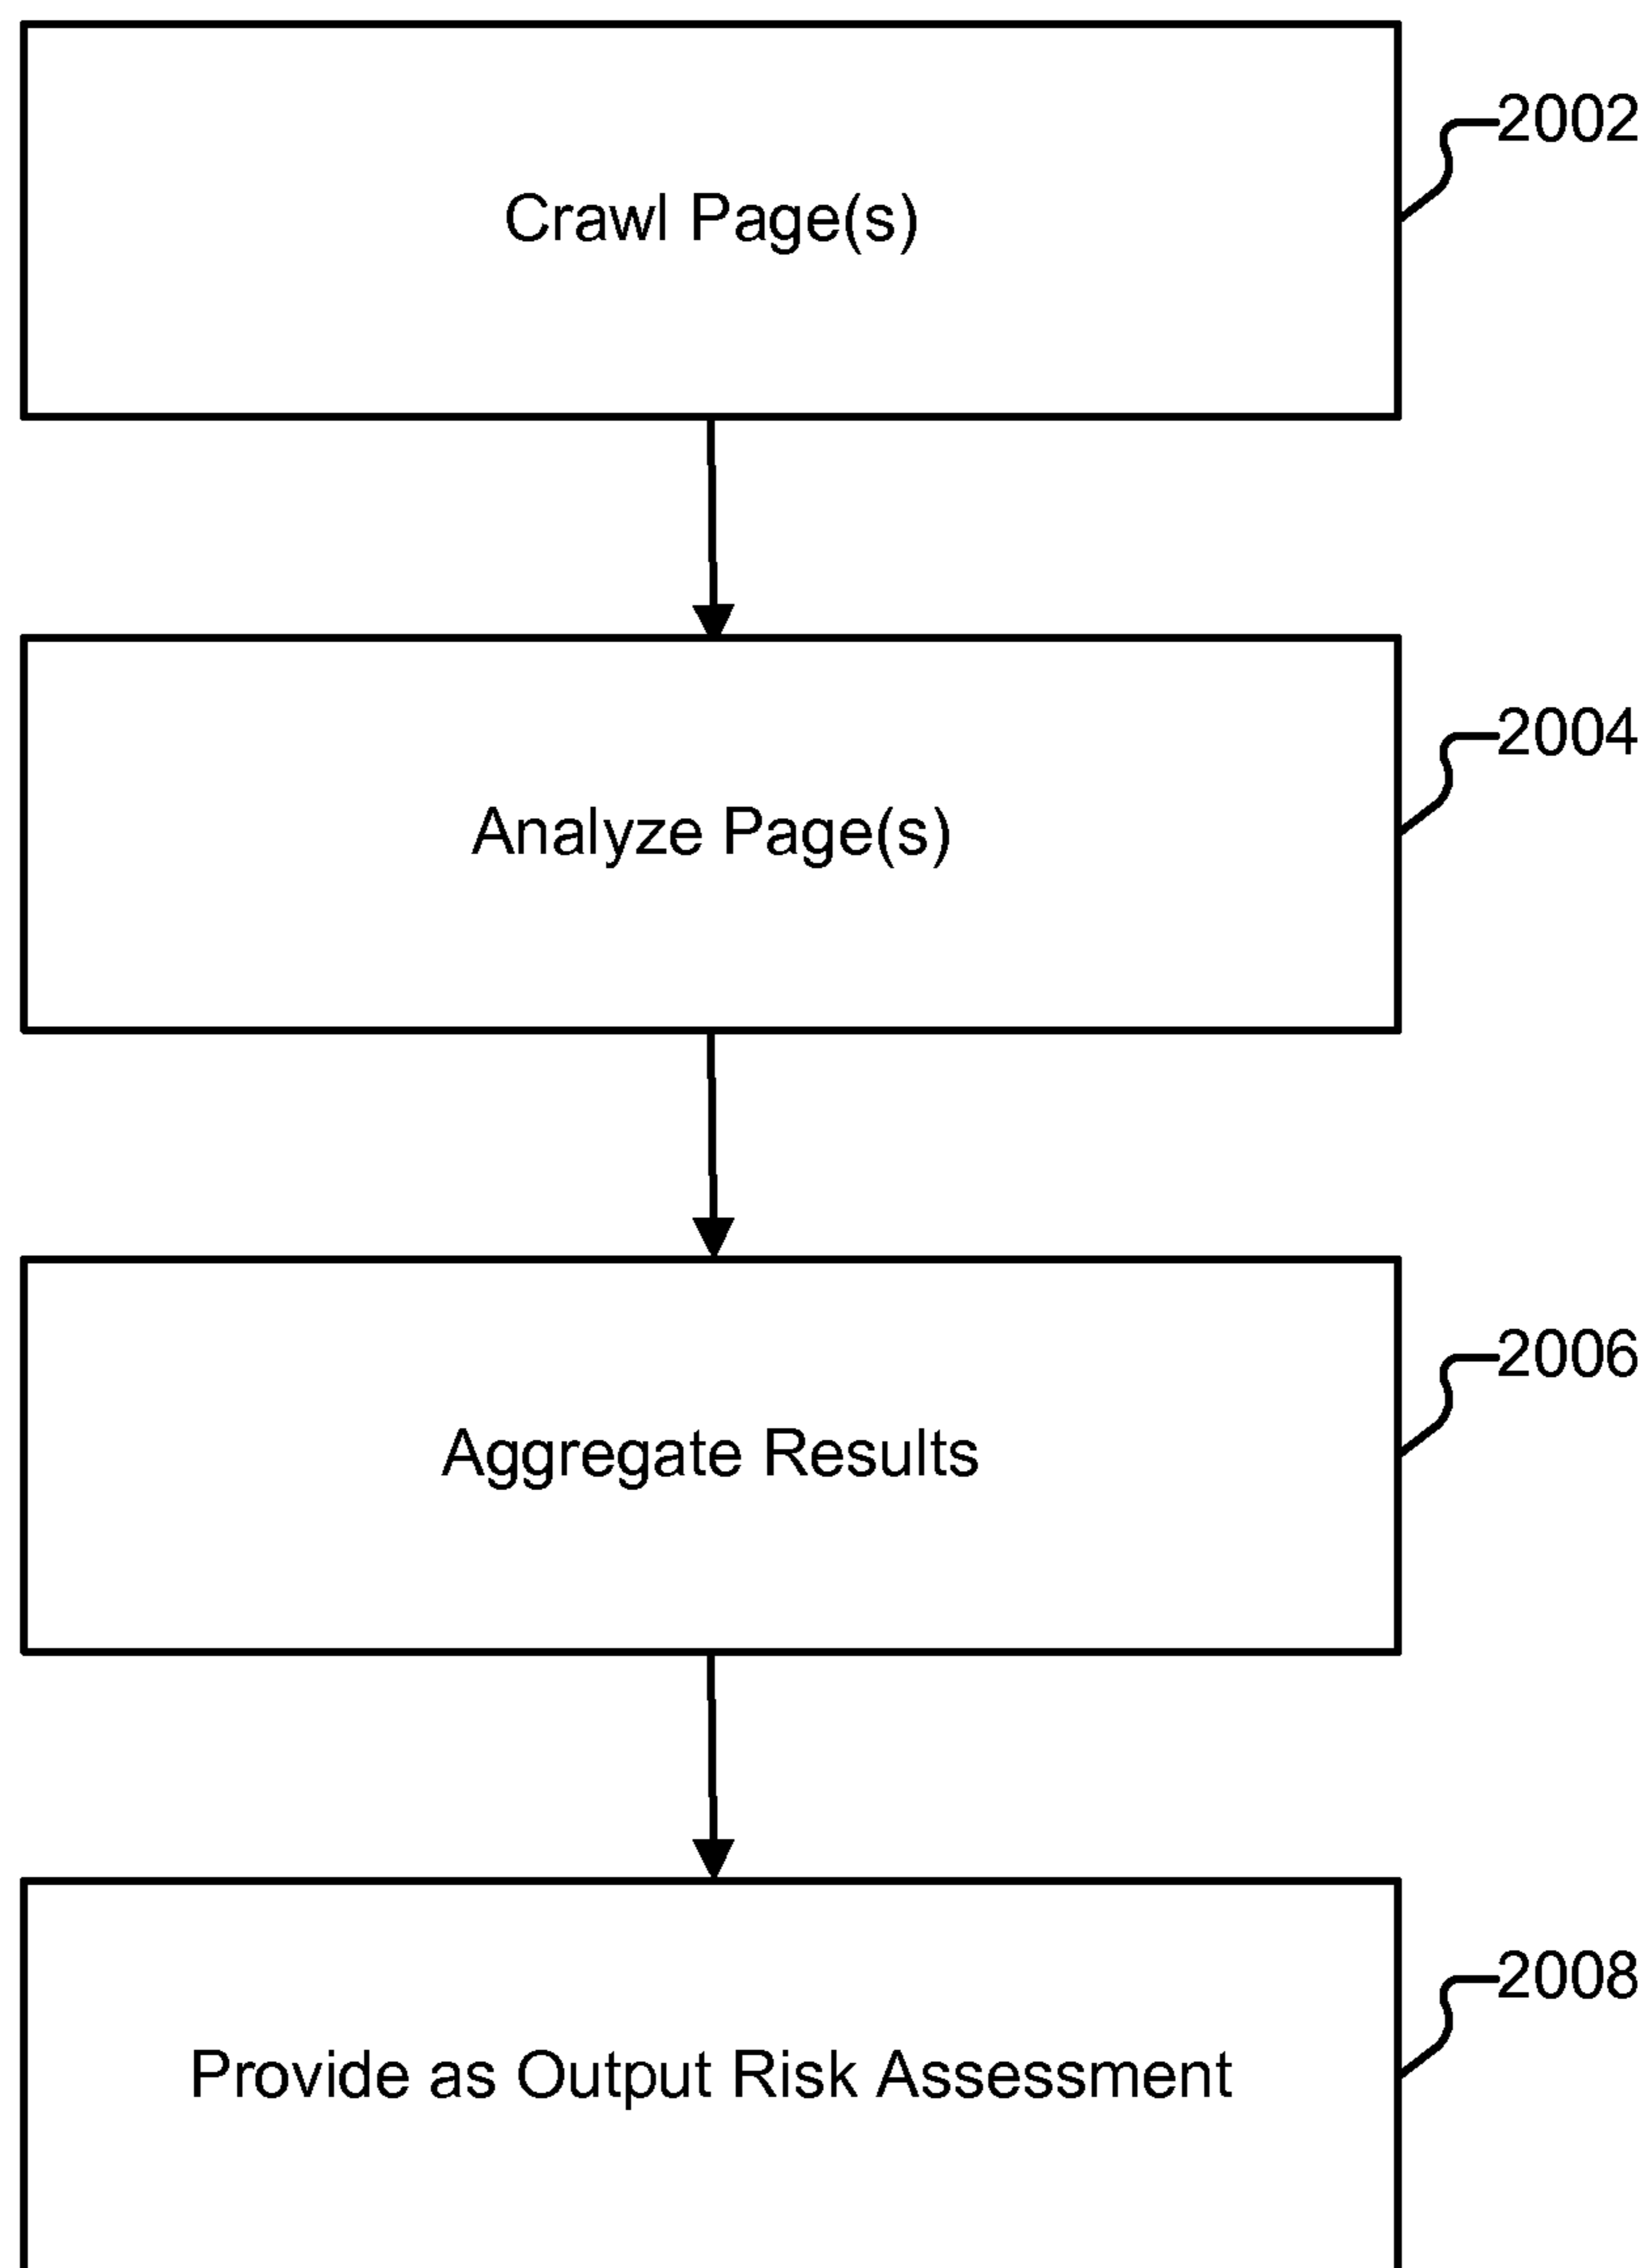 Crawl Page(s)
2002
Analyze Page(s)
2004
Aggregate Results
2006
Provide as Output Risk Assessment
2008